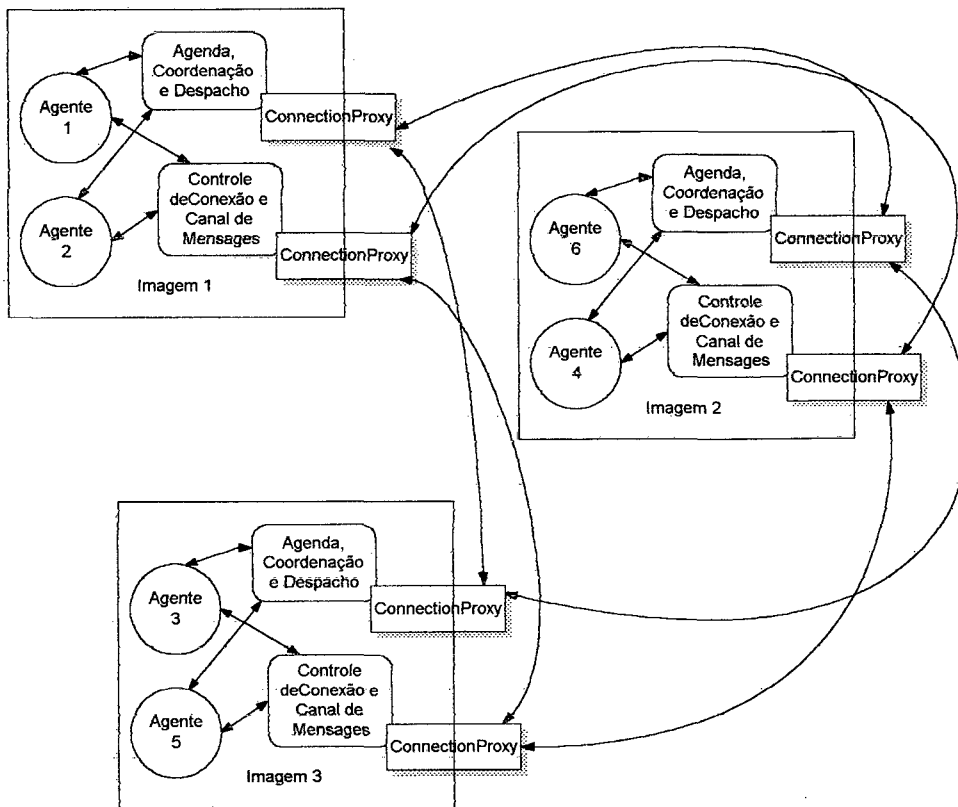 Agenda,
Coordenação
e Despacho
Agente
1
ConnectionProxy
Controle
deConexão e
Canal de
Mensages
Agente
2
ConnectionProxy
Imagem 1
Agenda,
Coordenação
e Despacho
Agente
6
ConnectionProxy
Controle
deConexão e
Canal de
Mensages
Agente
4
ConnectionProxy
Imagem 2
Agenda,
Coordenação
e Despacho
Agente
3
ConnectionProxy
Controle
deConexão e
Canal de
Mensages
Agente
5
ConnectionProxy
Imagem 3